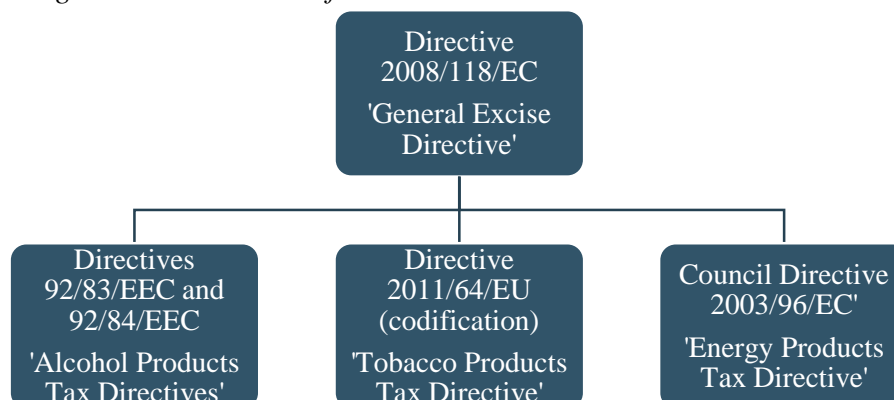 Directive
2008/118/EC
'General Excise
Directive'
Directives
92/83/EEC and
92/84/EEC
'Alcohol Products
Tax Directives'
Directive
2011/64/EU
(codification)
'Tobacco Products
Tax Directive'
Council Directive
2003/96/EC'
'Energy Products
Tax Directive'